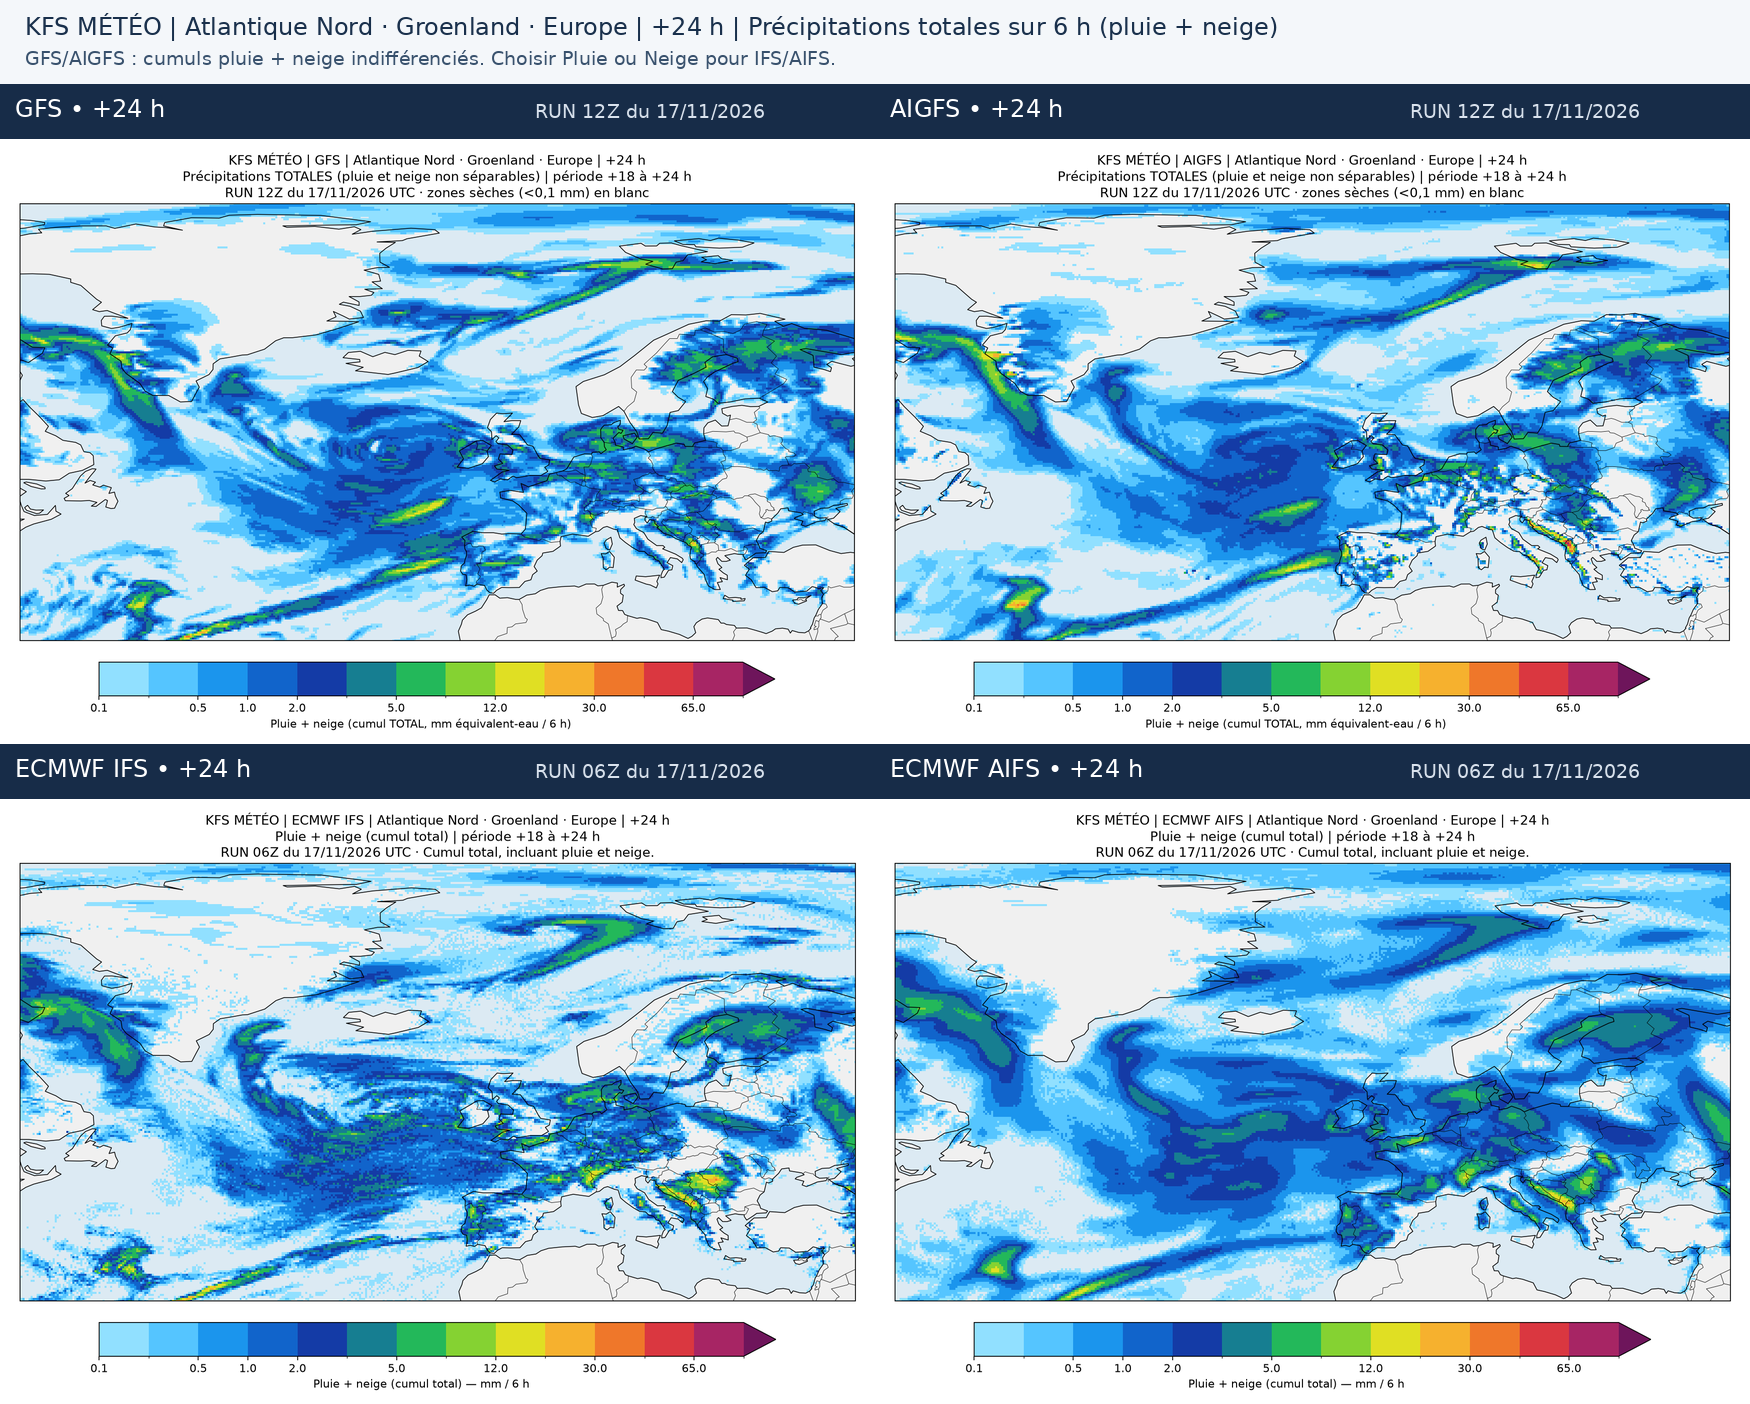 KFS MÉTÉO | Atlantique Nord · Groenland · Europe | +24 h | Précipitations totales sur 6 h (pluie + neige)
GFS/AIGFS : cumuls pluie + neige indifférenciés. Choisir Pluie ou Neige pour IFS/AIFS.
GFS • +24 h
RUN 12Z du 17/11/2026
AIGFS • +24 h
RUN 12Z du 17/11/2026
KFS MÉTÉO | GFS | Atlantique Nord · Groenland · Europe | +24 h
Précipitations TOTALES (pluie et neige non séparables) | période +18 à +24 h
RUN 12Z du 17/11/2026 UTC · zones sèches (<0,1 mm) en blanc
KFS MÉTÉO | AIGFS | Atlantique Nord · Groenland · Europe | +24 h
Précipitations TOTALES (pluie et neige non séparables) | période +18 à +24 h
RUN 12Z du 17/11/2026 UTC · zones sèches (<0,1 mm) en blanc
0.1 0.5 1.0 2.0 5.0 12.0 30.0 65.0
Pluie + neige (cumul TOTAL, mm équivalent-eau / 6 h)
0.1 0.5 1.0 2.0 5.0 12.0 30.0 65.0
Pluie + neige (cumul TOTAL, mm équivalent-eau / 6 h)
ECMWF IFS • +24 h
RUN 06Z du 17/11/2026
ECMWF AIFS • +24 h
RUN 06Z du 17/11/2026
KFS MÉTÉO | ECMWF IFS | Atlantique Nord · Groenland · Europe | +24 h
Pluie + neige (cumul total) | période +18 à +24 h
RUN 06Z du 17/11/2026 UTC · Cumul total, incluant pluie et neige.
KFS MÉTÉO | ECMWF AIFS | Atlantique Nord · Groenland · Europe | +24 h
Pluie + neige (cumul total) | période +18 à +24 h
RUN 06Z du 17/11/2026 UTC · Cumul total, incluant pluie et neige.
0.1 0.5 1.0 2.0 5.0 12.0 30.0 65.0
Pluie + neige (cumul total) — mm / 6 h
0.1 0.5 1.0 2.0 5.0 12.0 30.0 65.0
Pluie + neige (cumul total) — mm / 6 h